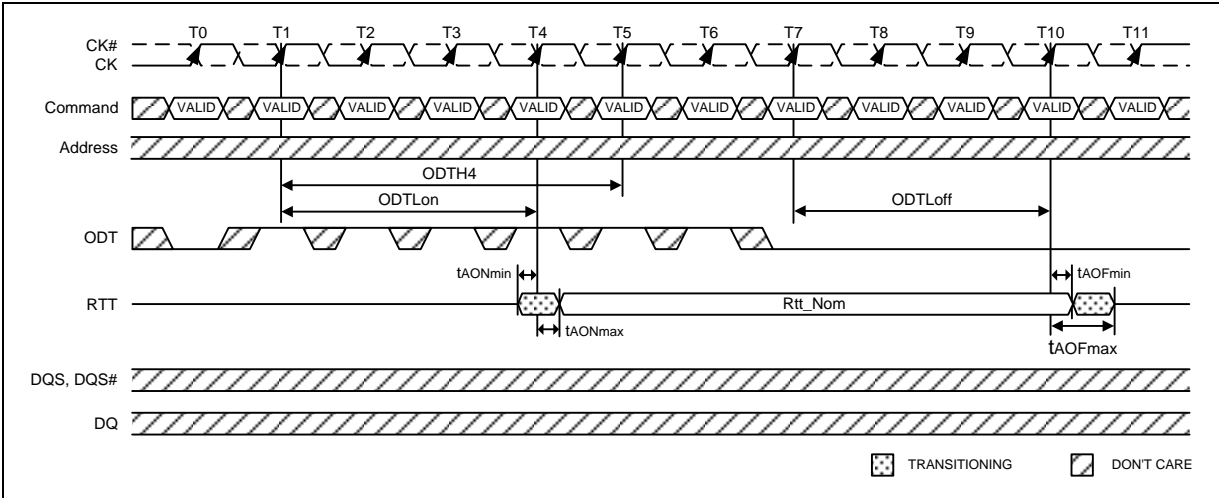 T0 T1 T2 T3 T4 T5 T6 T7 T8 T9 T10 T11
CK#
CK
Command VALID VALID VALID VALID VALID VALID VALID VALID VALID VALID VALID VALID
Address
ODTH4
ODTLon ODTLoff
ODT
tAONmin tAOFmin
RTT Rtt_Nom
tAONmax
tAOFmax
DQS, DQS#
DQ
TRANSITIONING DON'T CARE